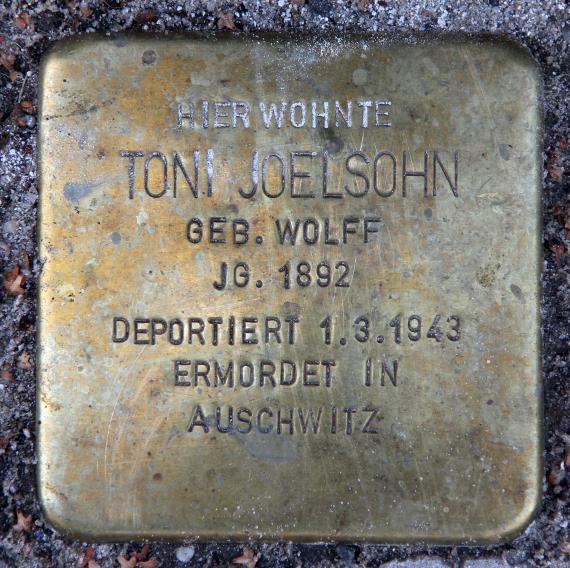 HIER WOHNTE
TONI JOELSOHN
GEB. WOLFF
JG. 1892
DEPORTIERT 1.3.1943
ERMORDET IN
AUSCHWITZ